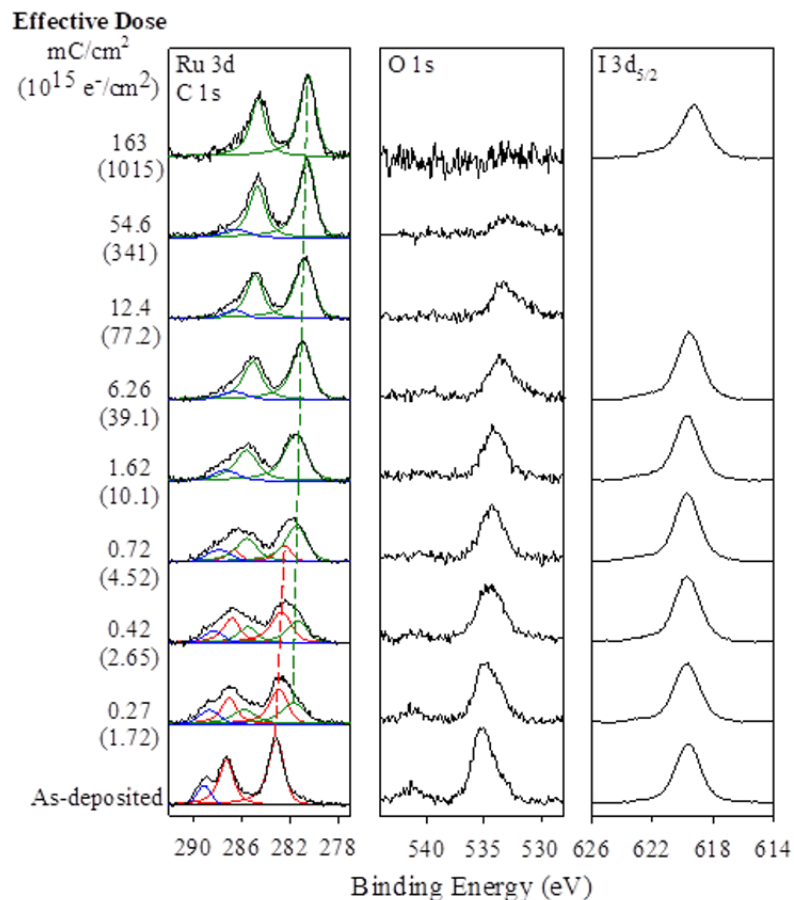 Effective Dose
mC/cm²
(10¹⁵ e⁻/cm²)
Ru 3d
C 1s
O 1s
I 3d₅/₂
163
(1015)
54.6
(341)
12.4
(77.2)
6.26
(39.1)
1.62
(10.1)
0.72
(4.52)
0.42
(2.65)
0.27
(1.72)
As-deposited
290 286 282 278 540 535 530 626 622 618 614
Binding Energy (eV)